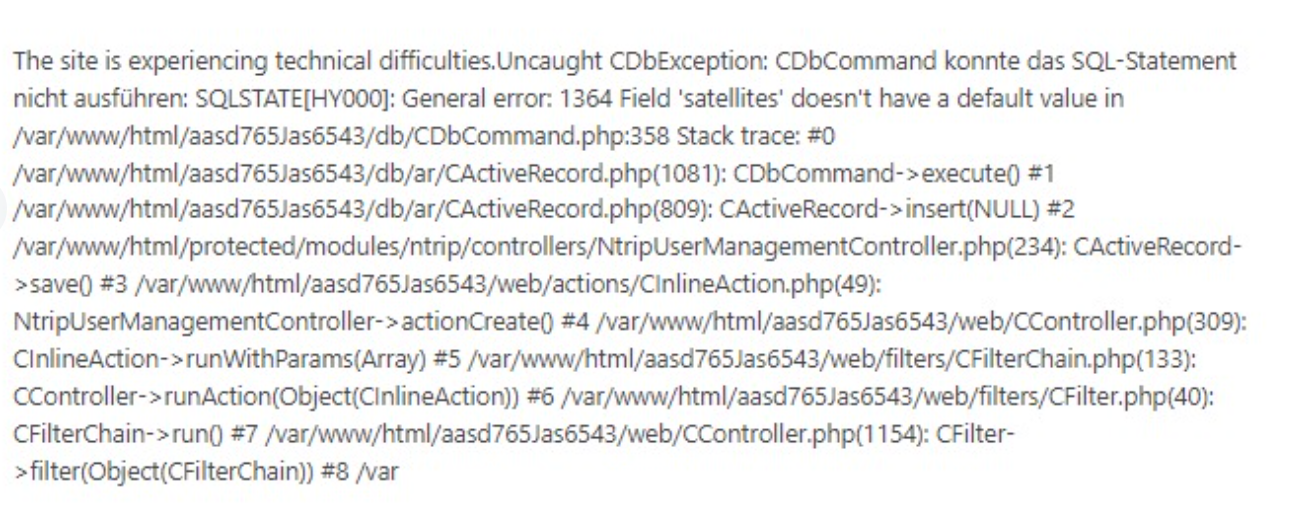 The site is experiencing technical difficulties.Uncaught CDbException: CDbCommand konnte das SQL-Statement
nicht ausführen: SQLSTATE[HY000]: General error: 1364 Field 'satellites' doesn't have a default value in
/var/www/html/aasd765Jas6543/db/CDbCommand.php:358 Stack trace: #0
/var/www/html/aasd765Jas6543/db/ar/CActiveRecord.php(1081): CDbCommand->execute() #1
/var/www/html/aasd765Jas6543/db/ar/CActiveRecord.php(809): CActiveRecord->insert(NULL) #2
/var/www/html/protected/modules/ntrip/controllers/NtripUserManagementController.php(234): CActiveRecord-
>save() #3 /var/www/html/aasd765Jas6543/web/actions/CInlineAction.php(49):
NtripUserManagementController->actionCreate() #4 /var/www/html/aasd765Jas6543/web/CController.php(309):
CInlineAction->runWithParams(Array) #5 /var/www/html/aasd765Jas6543/web/filters/CFilterChain.php(133):
CController->runAction(Object(CInlineAction)) #6 /var/www/html/aasd765Jas6543/web/filters/CFilter.php(40):
CFilterChain->run() #7 /var/www/html/aasd765Jas6543/web/CController.php(1154): CFilter-
>filter(Object(CFilterChain)) #8 /var